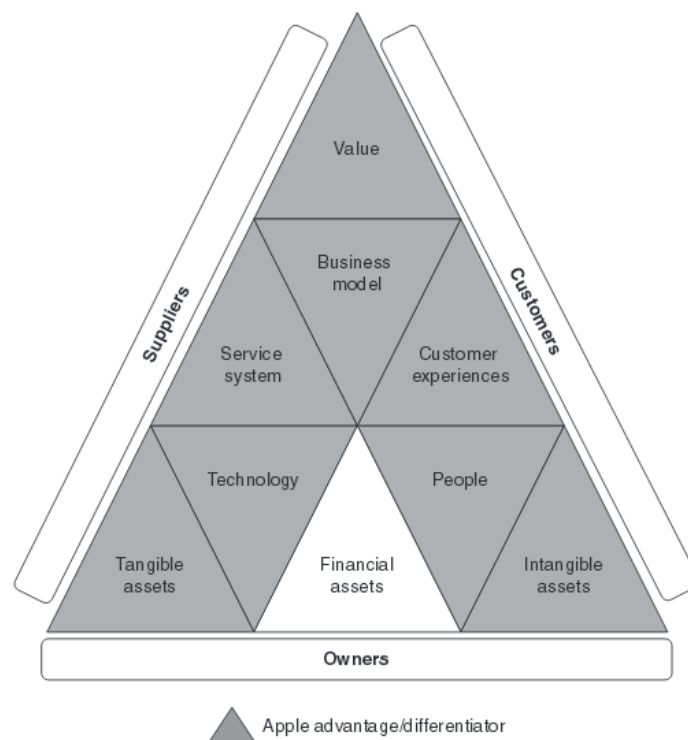 Value
Suppliers
Customers
Business
model
Service
system
Customer
experiences
Technology
People
Tangible
assets
Financial
assets
Intangible
assets
Owners
Apple advantage/differentiator